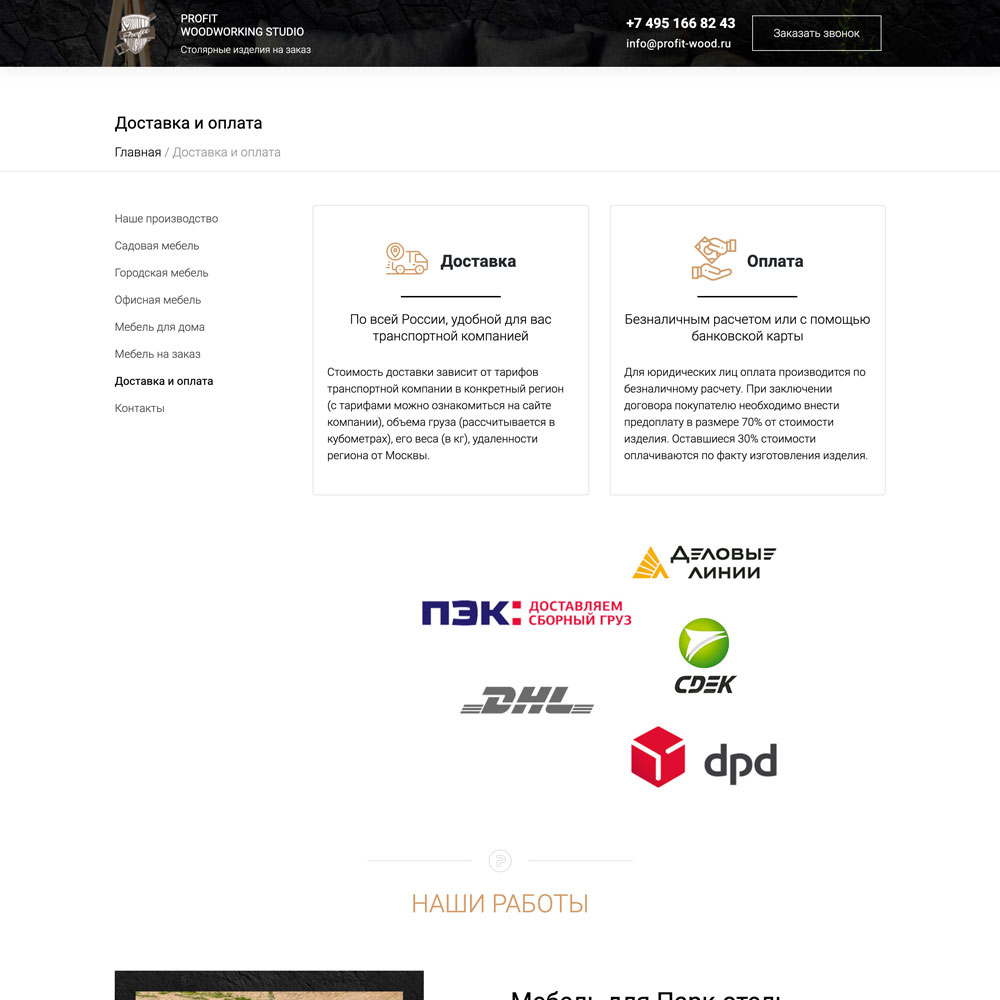 PROFIT
WOODWORKING STUDIO
Столярные изделия на заказ
+7 495 166 82 43
info@profit-wood.ru
Заказать звонок
Доставка и оплата
Главная / Доставка и оплата
Наше производство
Садовая мебель
Городская мебель
Офисная мебель
Мебель для дома
Мебель на заказ
Доставка и оплата
Контакты
Доставка
По всей России, удобной для вас
транспортной компанией
Стоимость доставки зависит от тарифов
транспортной компании в конкретный регион
(с тарифами можно ознакомиться на сайте
компании), объема груза (рассчитывается в
кубометрах), его веса (в кг), удаленности
региона от Москвы.
Оплата
Безналичным расчетом или с помощью
банковской карты
Для юридических лиц оплата производится по
безналичному расчету. При заключении
договора покупателю необходимо внести
предоплату в размере 70% от стоимости
изделия. Оставшиеся 30% стоимости
оплачиваются по факту изготовления изделия.
ДЕЛОВЫЕ
ЛИНИИ
ПЭК: ДОСТАВЛЯЕМ
СБОРНЫЙ ГРУЗ
CDEK
DHL
dpd
НАШИ РАБОТЫ
Мебель для Парк-отель